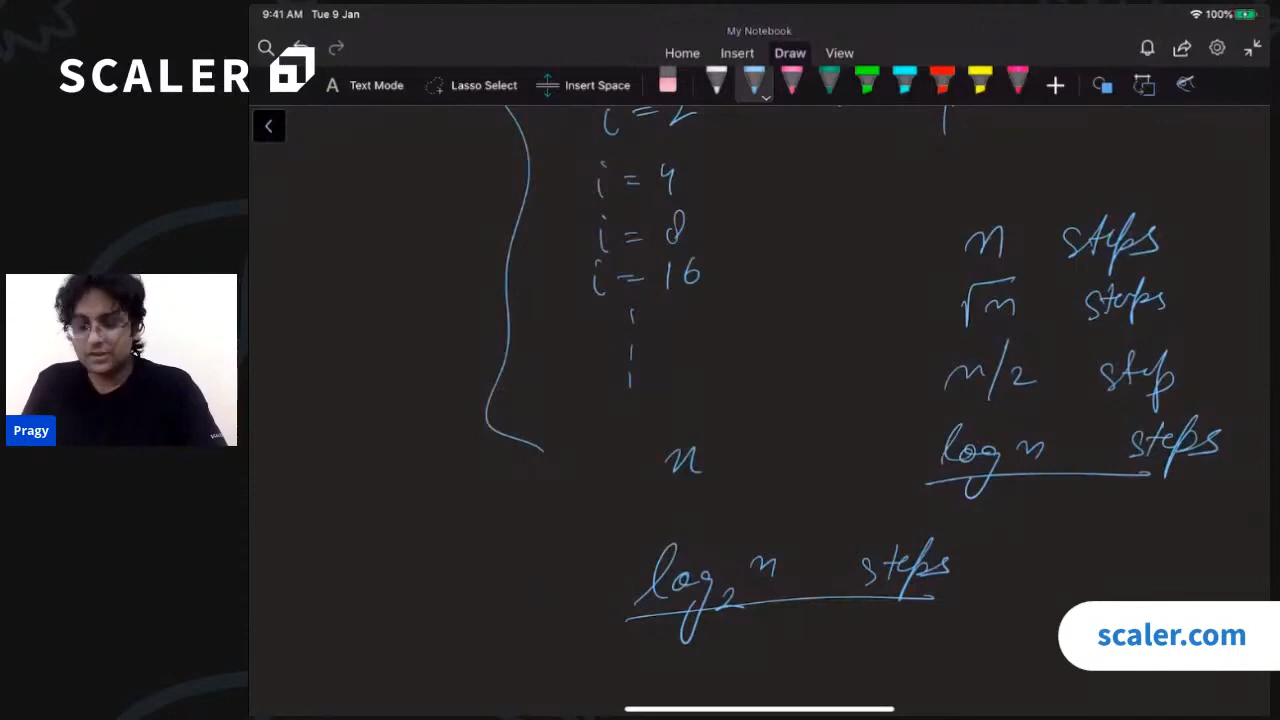 9:41 AM Tue 9 Jan
100%
My Notebook
SCALER
Home Insert Draw View
A Text Mode Lasso Select Insert Space
i = 2
i = 4
i = 8
i = 16
n steps
√n steps
n/2 step
log n steps
n
log₂ n steps
Pragy
scaler.com